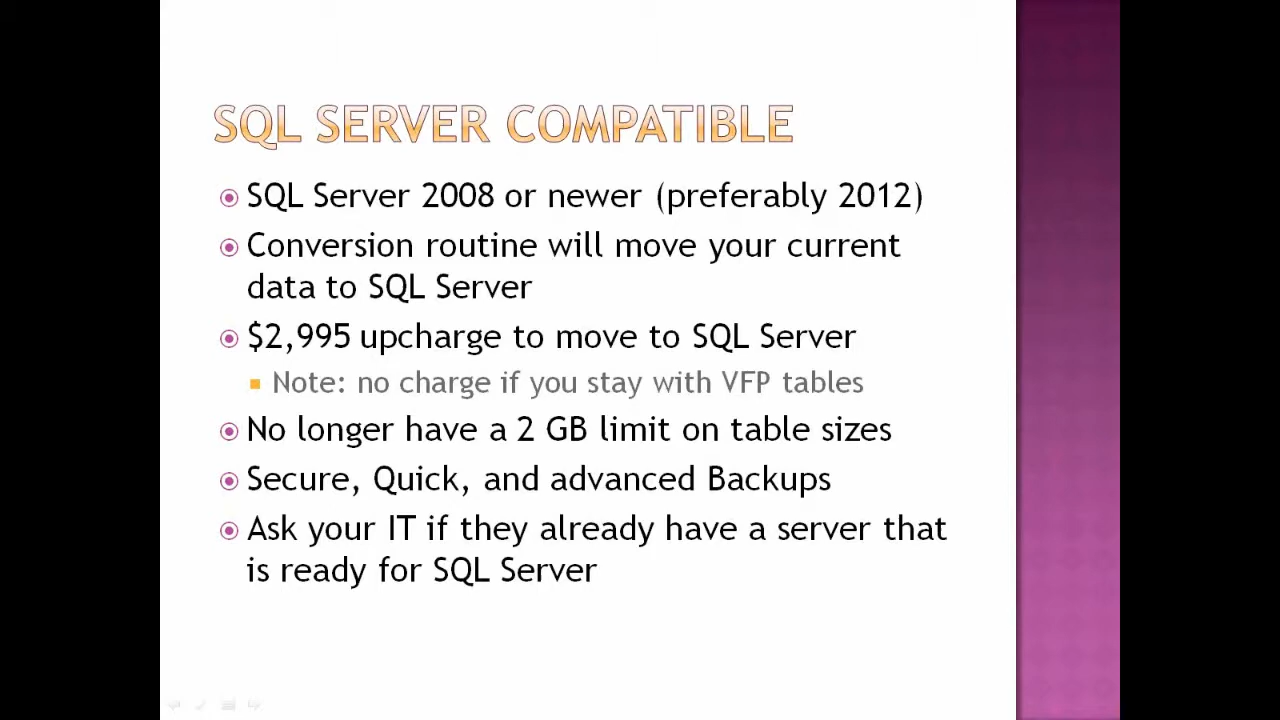 SQL SERVER COMPATIBLE
SQL Server 2008 or newer (preferably 2012)
Conversion routine will move your current
data to SQL Server
$2,995 upcharge to move to SQL Server
Note: no charge if you stay with VFP tables
No longer have a 2 GB limit on table sizes
Secure, Quick, and advanced Backups
Ask your IT if they already have a server that
is ready for SQL Server